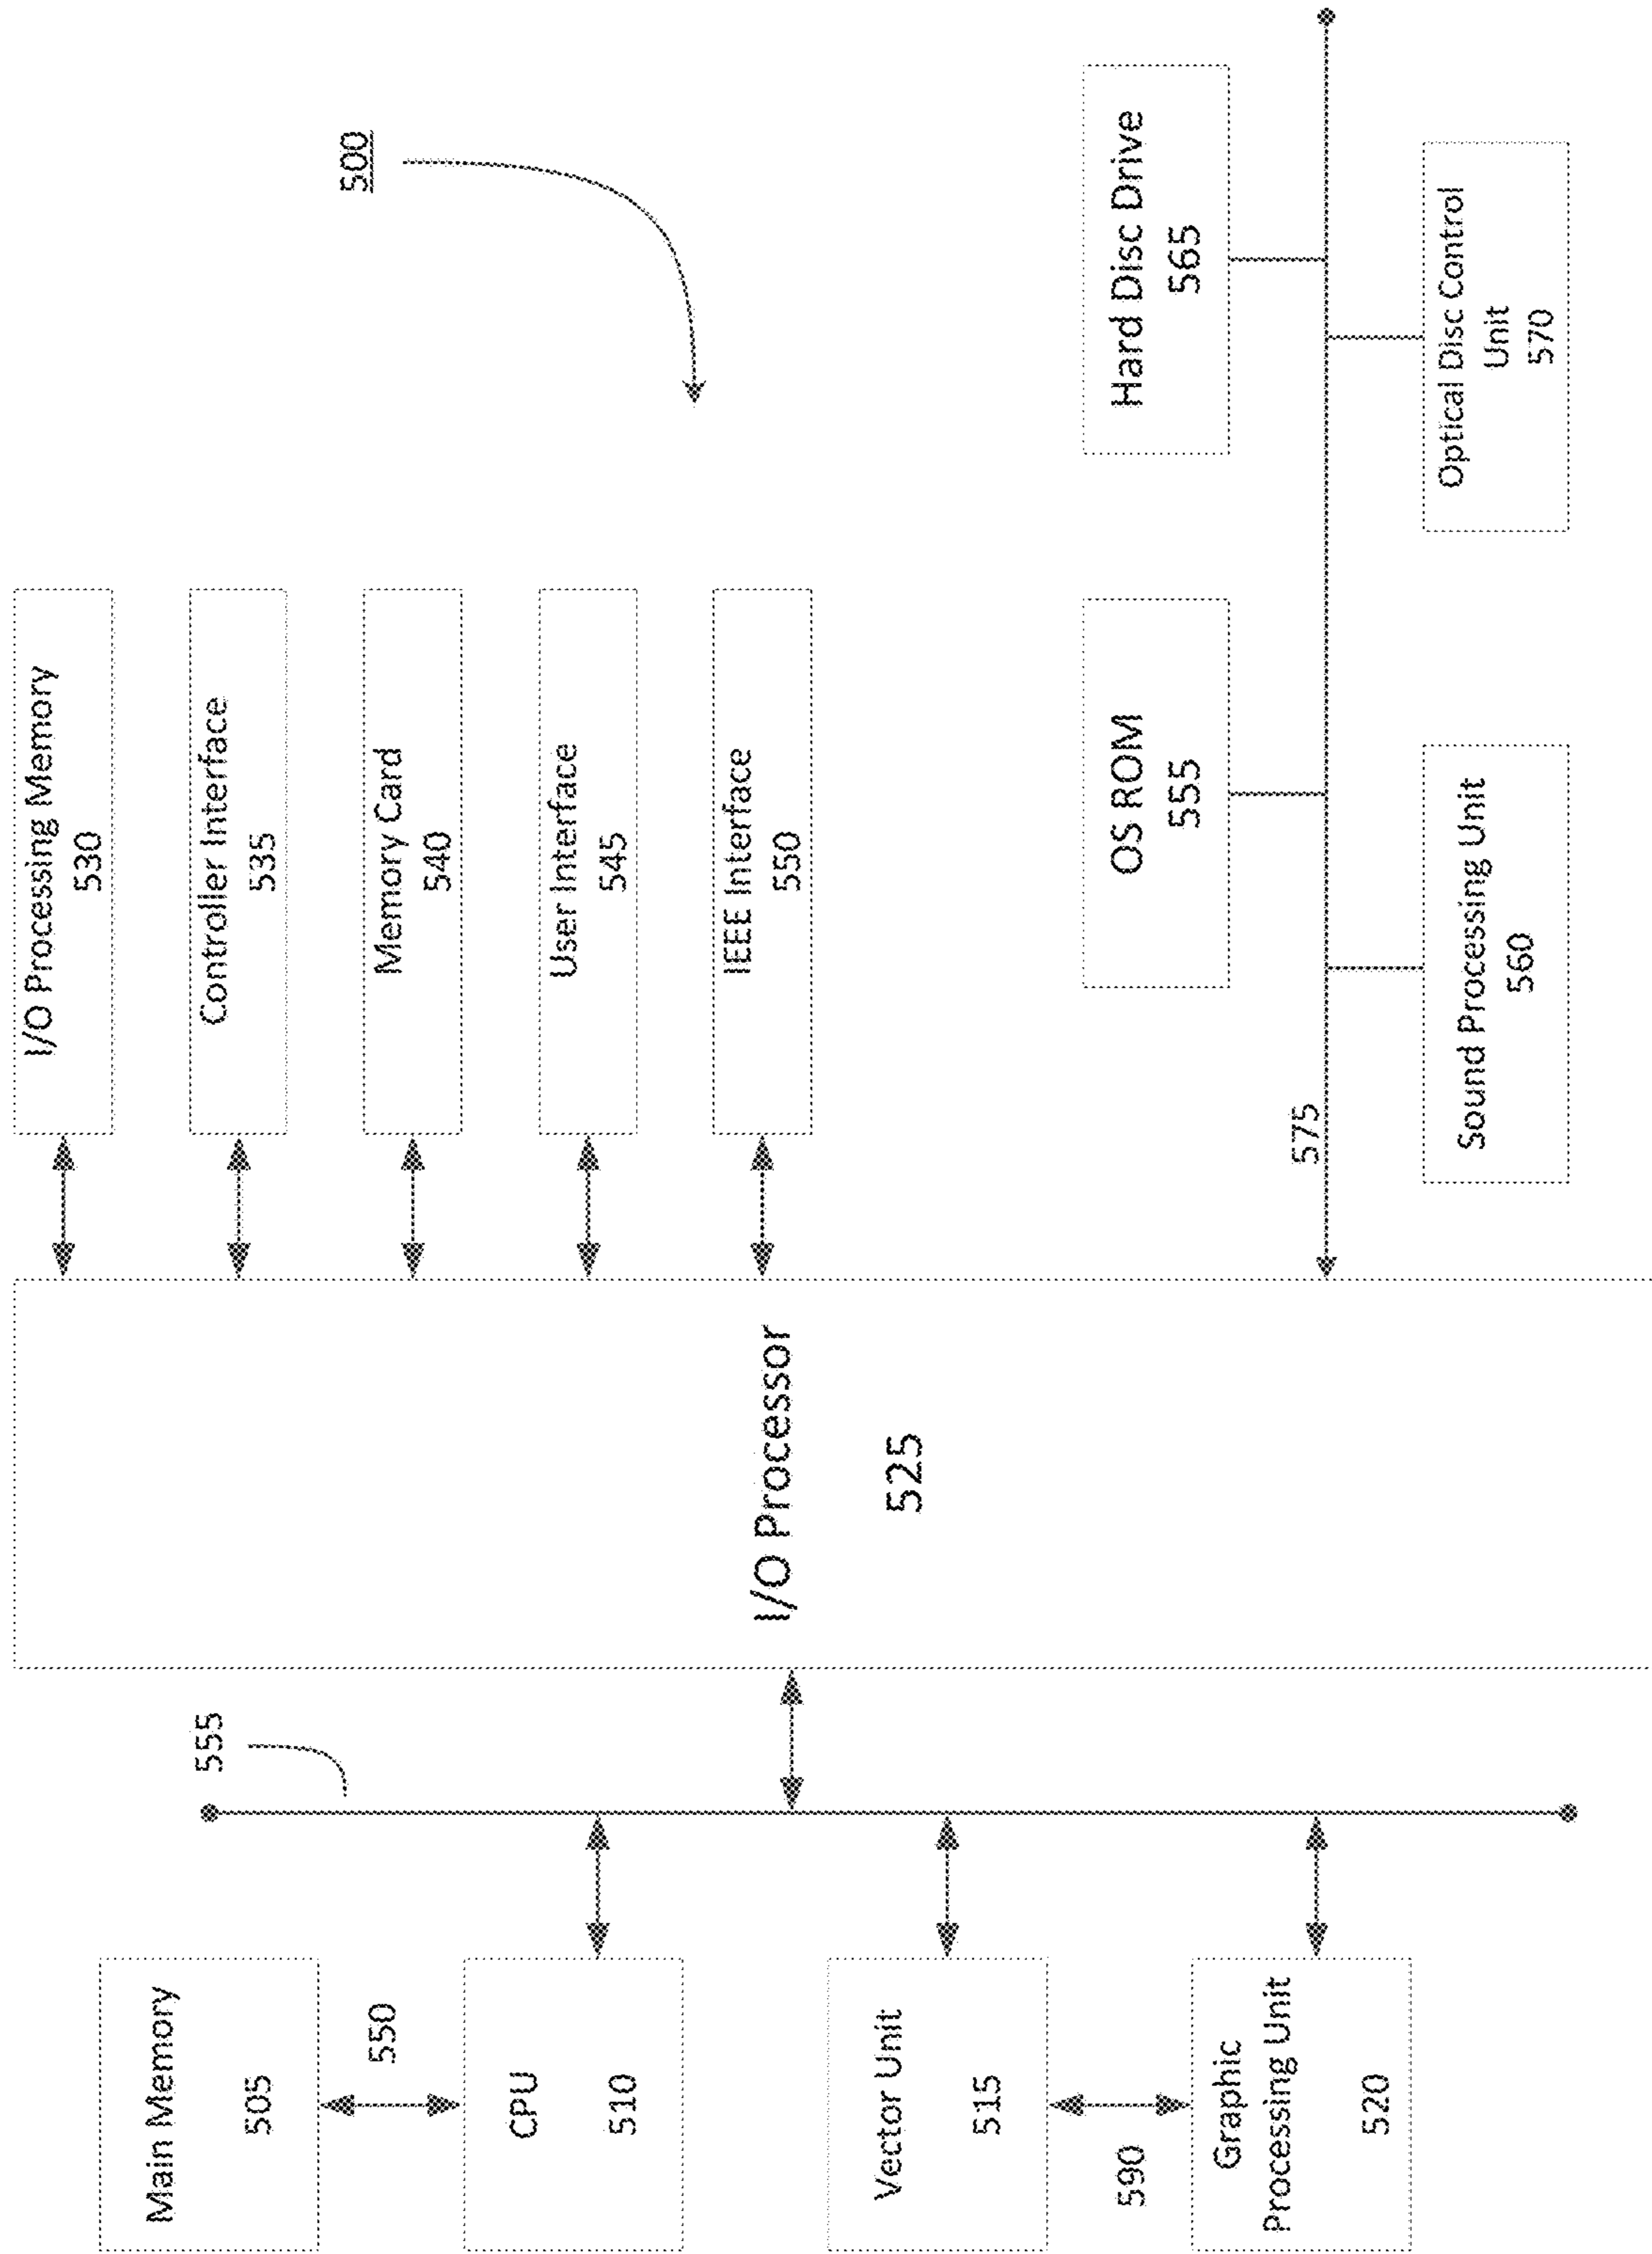 500
Main Memory
505
550
CPU
510
Vector Unit
515
590
Graphic
Processing Unit
520
555
I/O Processor
525
I/O Processing Memory
530
Controller Interface
535
Memory Card
540
User Interface
545
IEEE Interface
550
575
OS ROM
555
Hard Disc Drive
565
Sound Processing Unit
560
Optical Disc Control
Unit
570